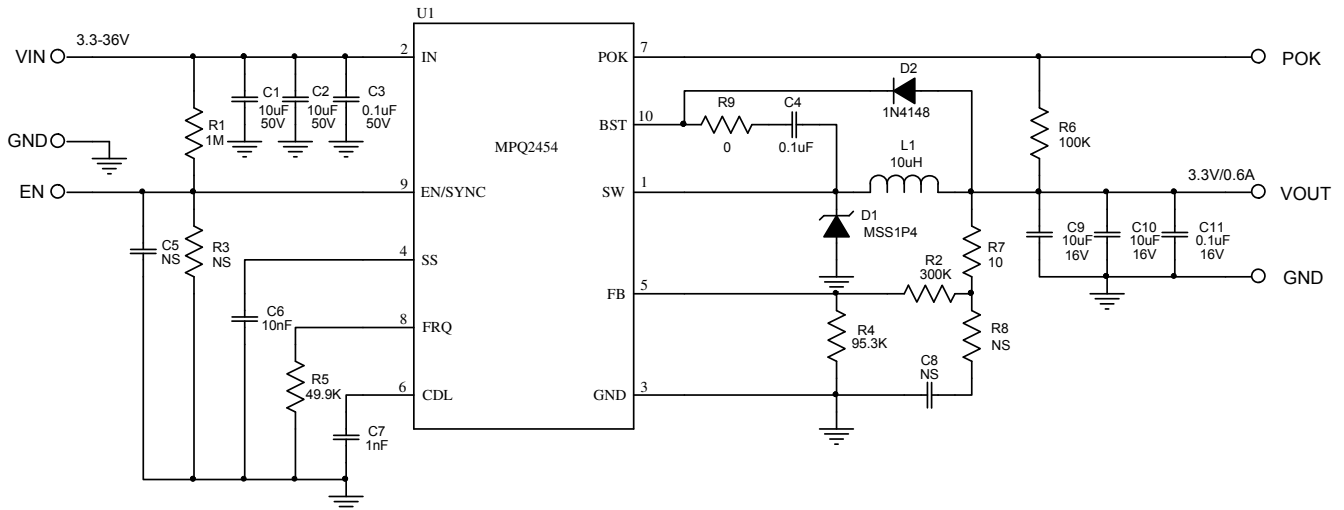 U1
VIN
3.3-36V
2
IN
POK
7
POK
D2
1N4148
C1
10uF
50V
C2
10uF
50V
C3
0.1uF
50V
R1
1M
BST
10
R9
0
C4
0.1uF
R6
100K
GND
MPQ2454
L1
10uH
EN
9
EN/SYNC
SW
1
3.3V/0.6A
VOUT
C5
NS
R3
NS
D1
MSS1P4
R7
10
C9
10uF
16V
C10
10uF
16V
C11
0.1uF
16V
4
SS
R2
300K
GND
FB
5
C6
10nF
8
FRQ
R4
95.3K
R8
NS
R5
49.9K
C8
NS
6
CDL
GND
3
C7
1nF